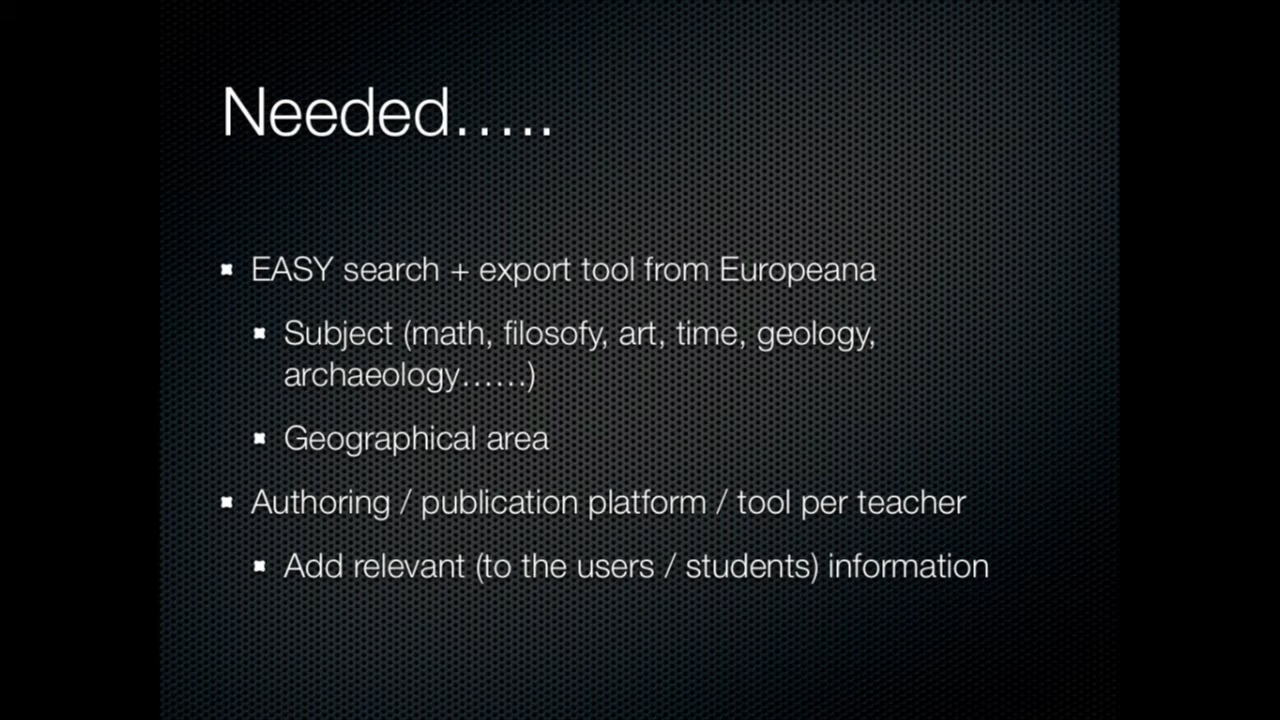 Needed.....
EASY search + export tool from Europeana
Subject (math, filosofy, art, time, geology,
archaeology......)
Geographical area
Authoring / publication platform / tool per teacher
Add relevant (to the users / students) information